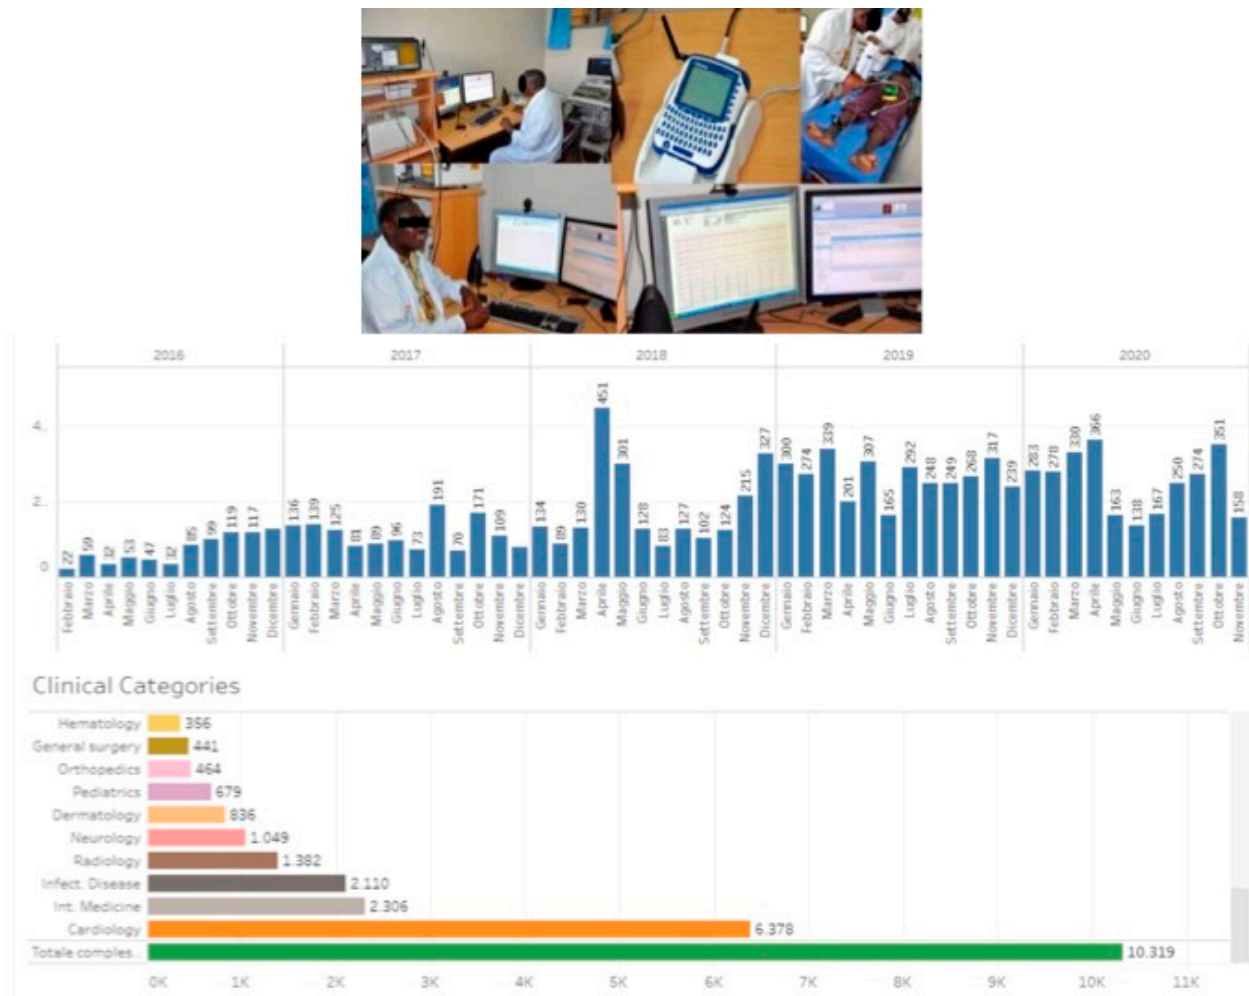 2016 2017 2018 2019 2020
4..
2..
0
22 59 32 53 47 32 85 99 119 117 136 139 125 81 89 96 73 191 70 171 109 134 89 130 451 301 128 83 127 102 124 215 327 300 274 339 201 307 165 292 248 249 268 317 239 283 278 330 366 163 138 167 250 274 351 158
Febbraio Marzo Aprile Maggio Giugno Luglio Agosto Settembre Ottobre Novembre Dicembre Gennaio Febbraio Marzo Aprile Maggio Giugno Luglio Agosto Settembre Ottobre Novembre Dicembre Gennaio Febbraio Marzo Aprile Maggio Giugno Luglio Agosto Settembre Ottobre Novembre Dicembre Gennaio Febbraio Marzo Aprile Maggio Giugno Luglio Agosto Settembre Ottobre Novembre Dicembre Gennaio Febbraio Marzo Aprile Maggio Giugno Luglio Agosto Settembre Ottobre Novembre
Clinical Categories
Hematology 356
General surgery 441
Orthopedics 464
Pediatrics 679
Dermatology 836
Neurology 1.049
Radiology 1.382
Infect. Disease 2.110
Int. Medicine 2.306
Cardiology 6.378
Totale comples.. 10.319
0K 1K 2K 3K 4K 5K 6K 7K 8K 9K 10K 11K